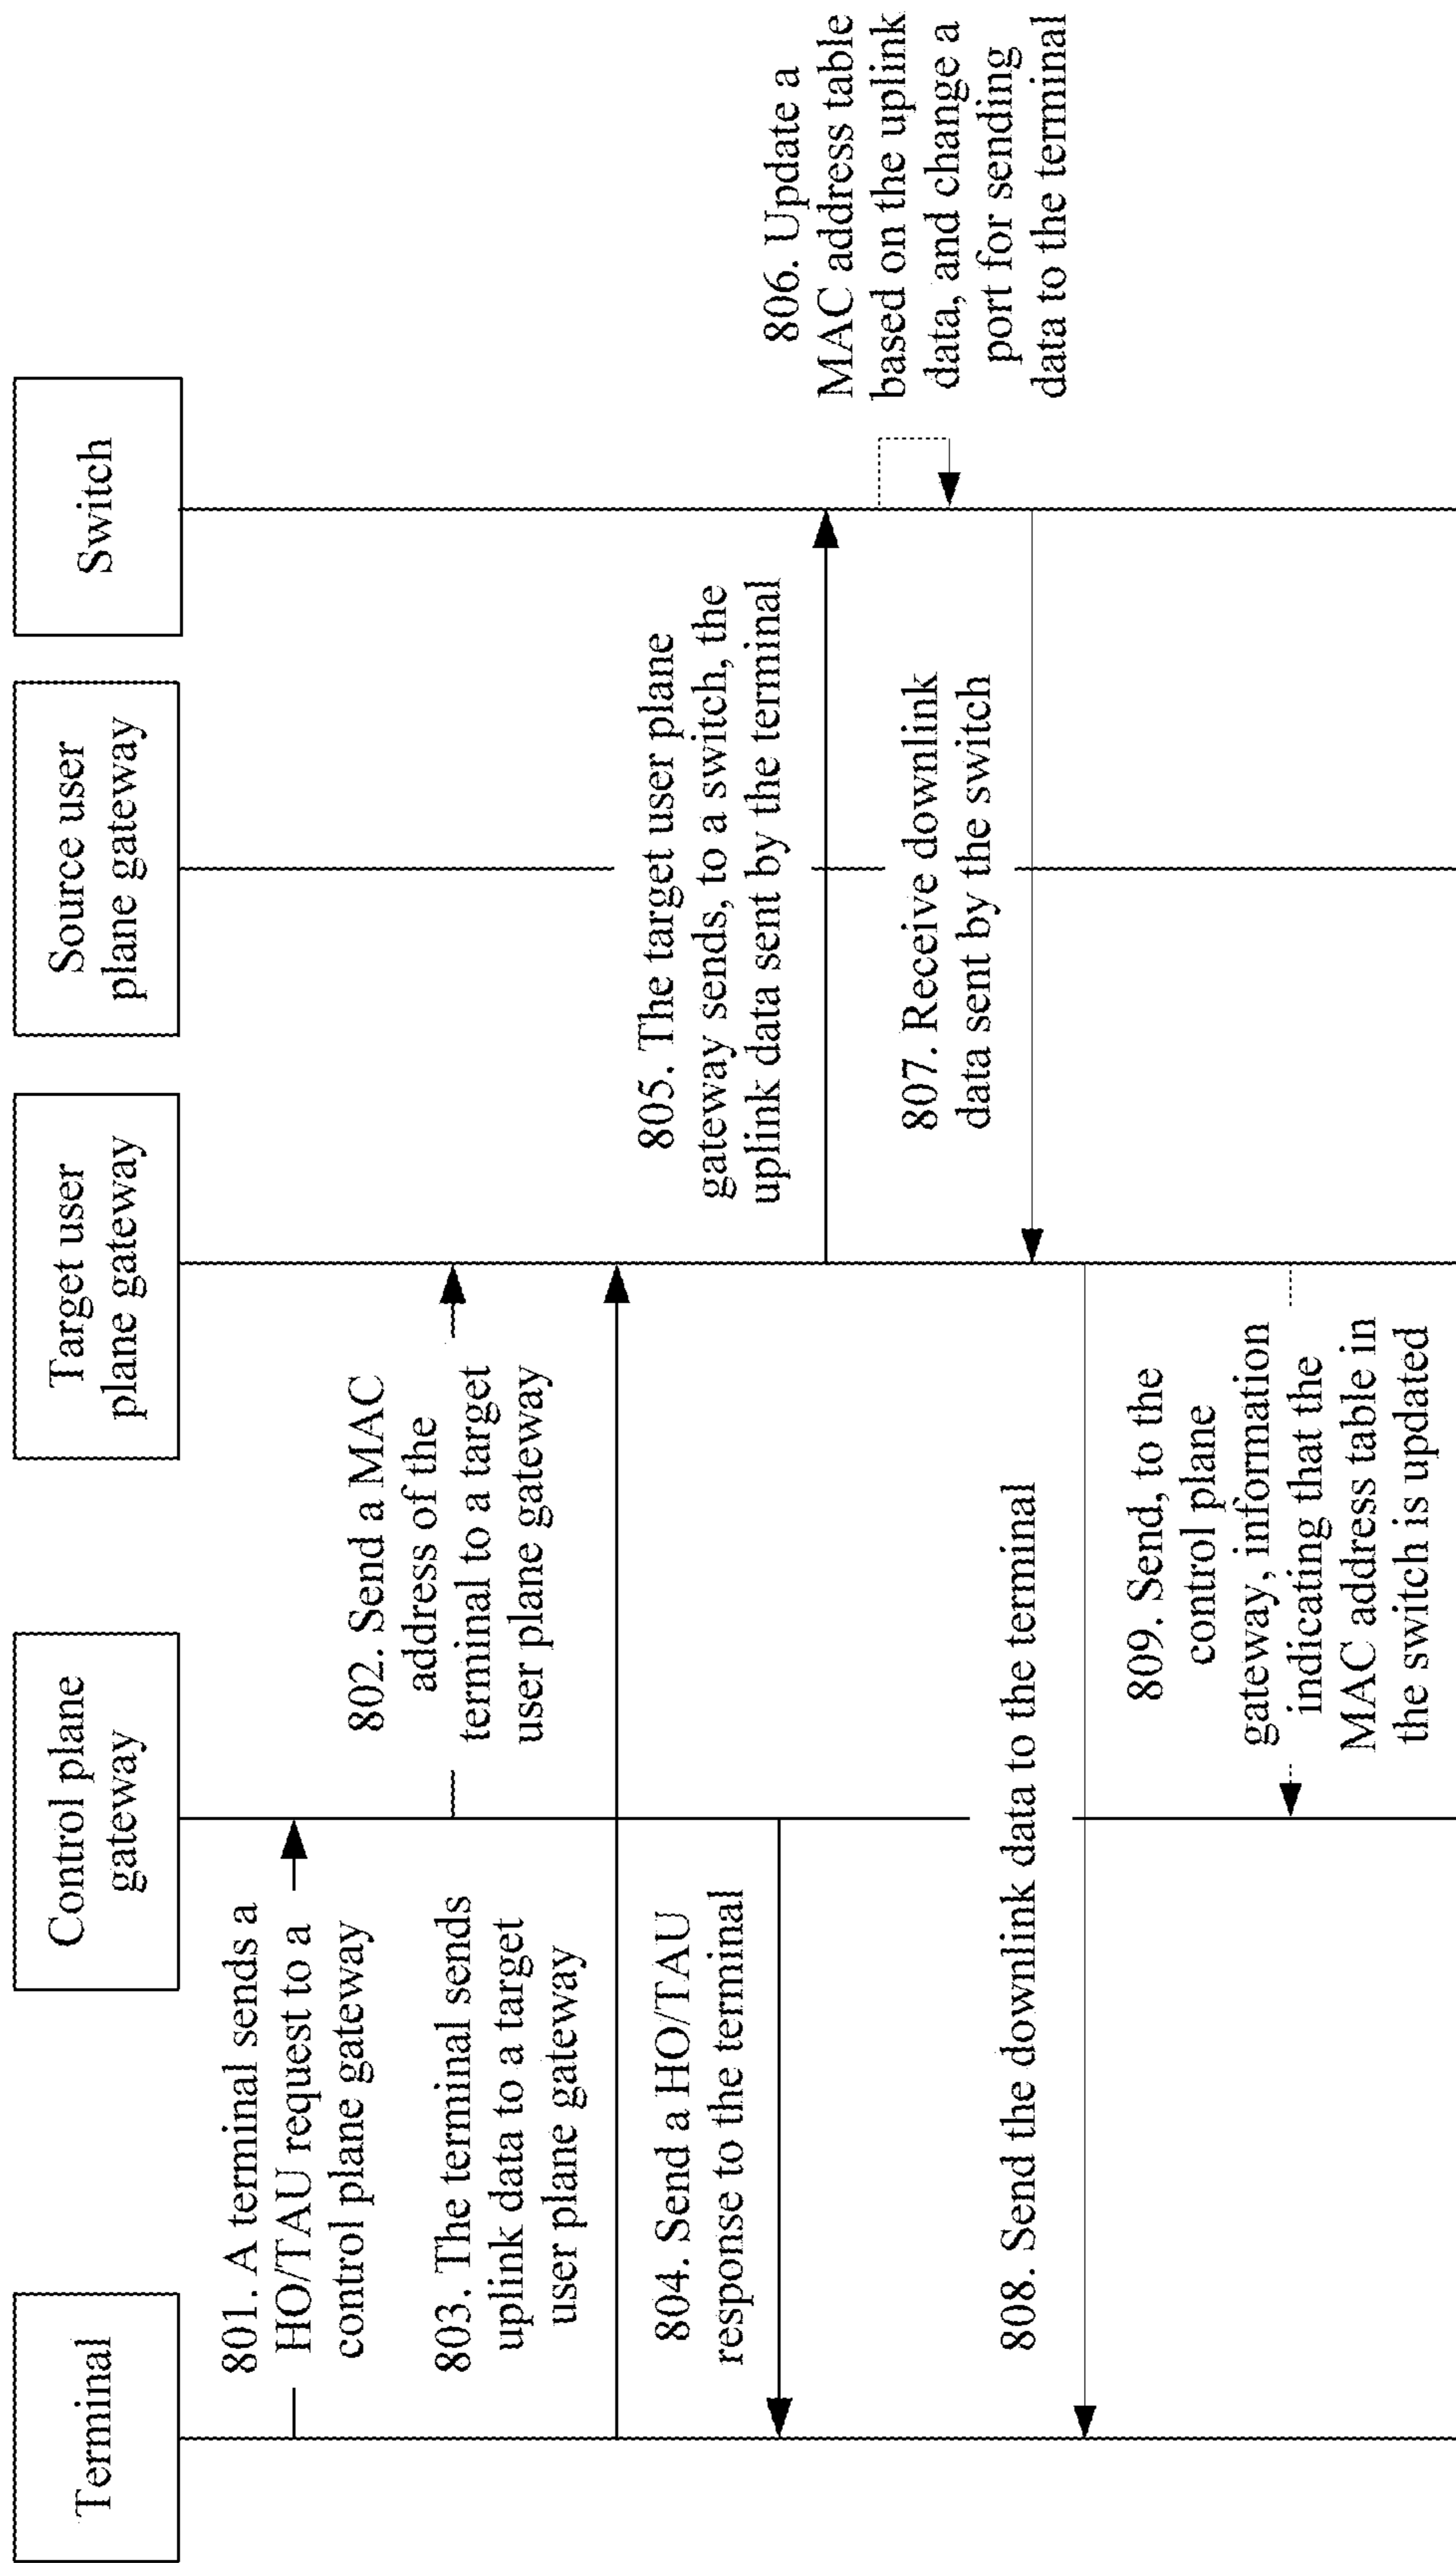 Terminal
Control plane
gateway
Target user
plane gateway
Source user
plane gateway
Switch
801. A terminal sends a
HO/TAU request to a
control plane gateway
802. Send a MAC
address of the
terminal to a target
user plane gateway
803. The terminal sends
uplink data to a target
user plane gateway
804. Send a HO/TAU
response to the terminal
805. The target user plane
gateway sends, to a switch, the
uplink data sent by the terminal
806. Update a
MAC address table
based on the uplink
data, and change a
port for sending
data to the terminal
807. Receive downlink
data sent by the switch
808. Send the downlink data to the terminal
809. Send, to the
control plane
gateway, information
indicating that the
MAC address table in
the switch is updated